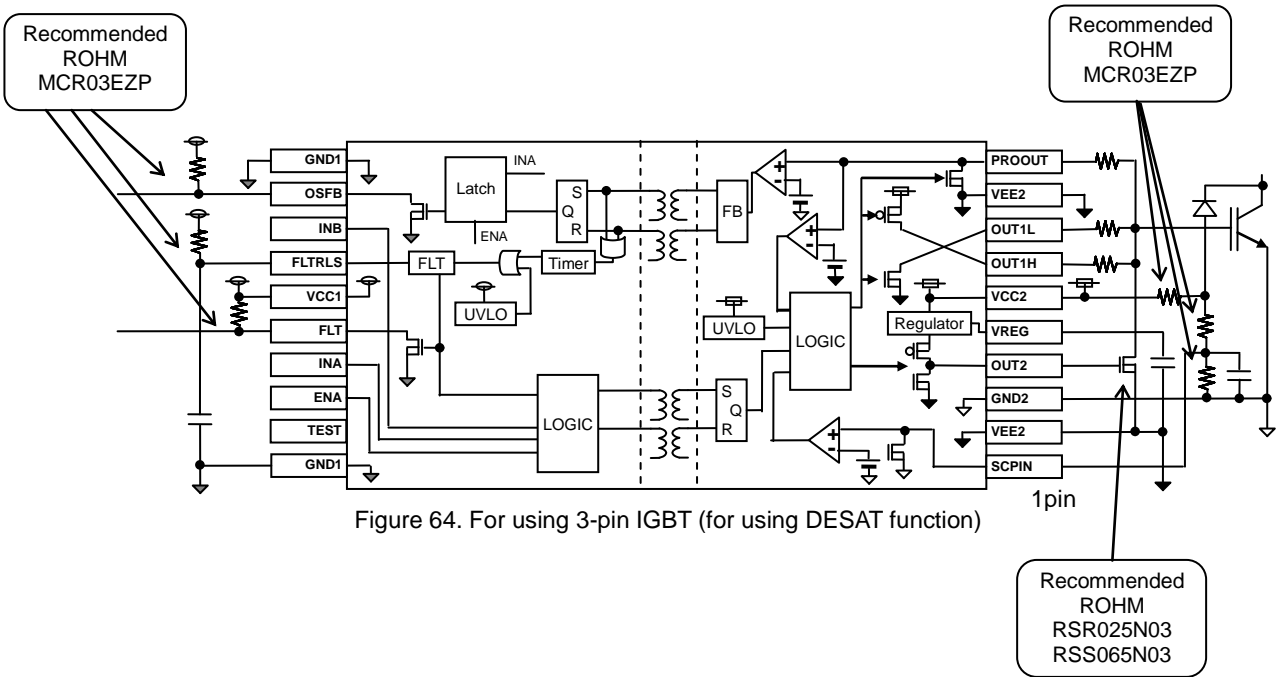 Recommended
ROHM
MCR03EZP
Recommended
ROHM
MCR03EZP
GND1
OSFB
INB
FLTRLS
VCC1
FLT
INA
ENA
TEST
GND1
Latch
INA
ENA
S
Q
R
FLT
Timer
UVLO
LOGIC
FB
+
-
+
-
UVLO
LOGIC
Regulator
S
Q
R
+
-
PROOUT
VEE2
OUT1L
OUT1H
VCC2
VREG
OUT2
GND2
VEE2
SCPIN
1pin
Figure 64. For using 3-pin IGBT (for using DESAT function)
Recommended
ROHM
RSR025N03
RSS065N03